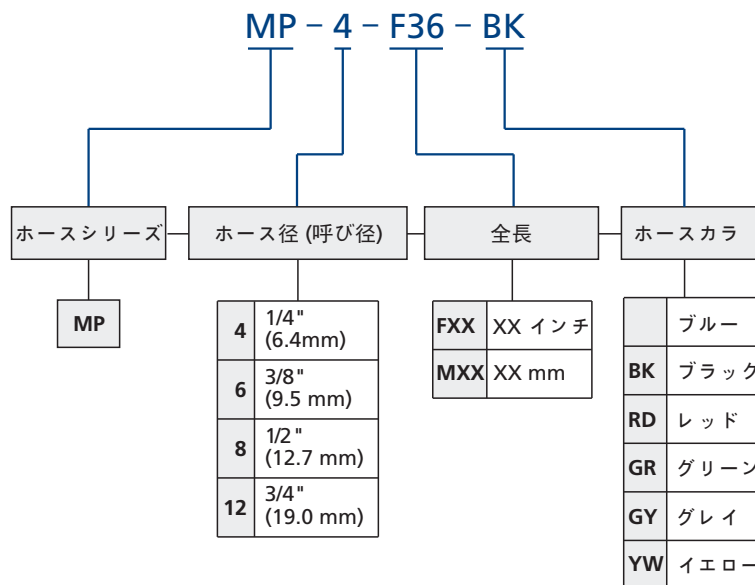 MP - 4 - F36 - BK
ホースシリーズ
ホース径 (呼び径)
全長
ホースカラ
MP
4 1/4"
(6.4mm)
6 3/8"
(9.5 mm)
8 1/2"
(12.7 mm)
12 3/4"
(19.0 mm)
FXX XX インチ
MXX XX mm
ブルー
BK ブラック
RD レッド
GR グリーン
GY グレイ
YW イエロー